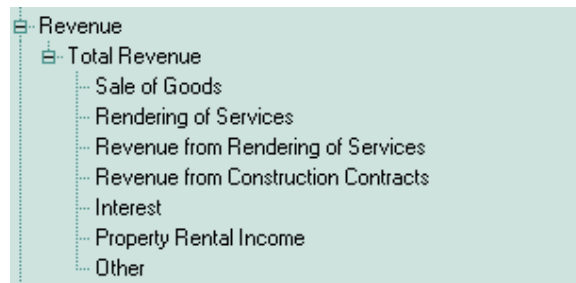 Revenue
Total Revenue
Sale of Goods
Rendering of Services
Revenue from Rendering of Services
Revenue from Construction Contracts
Interest
Property Rental Income
Other